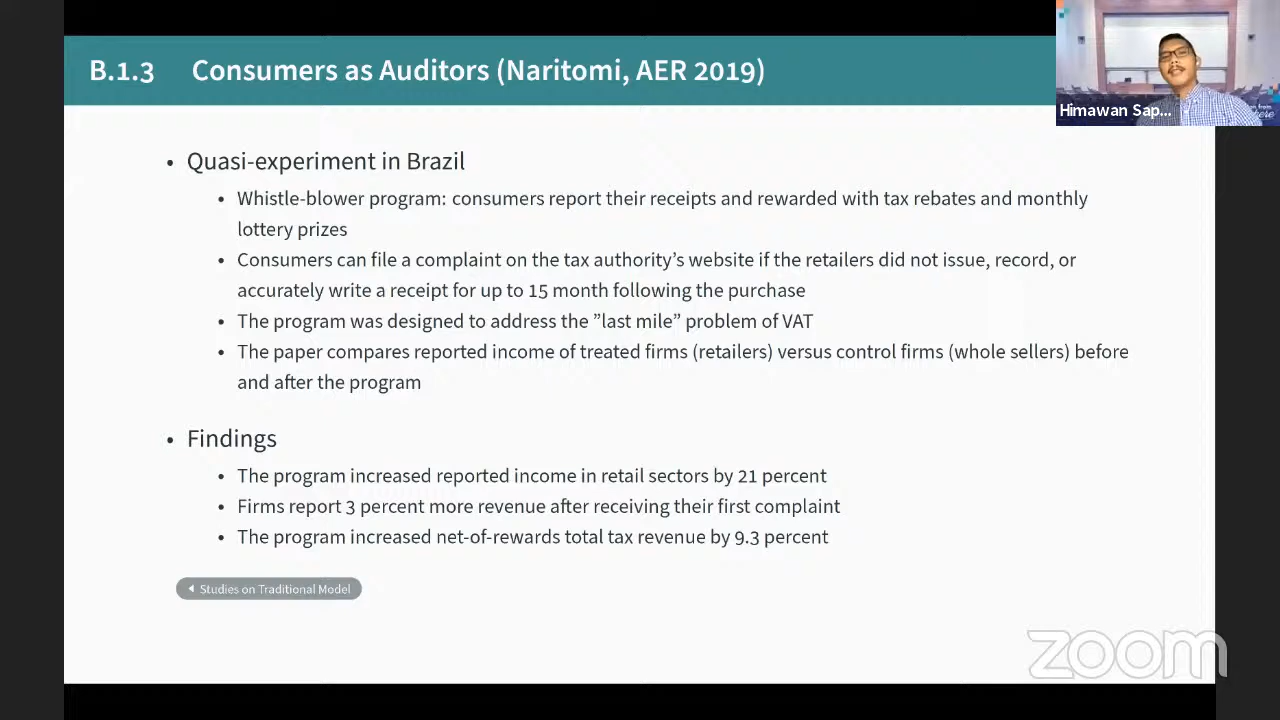 B.1.3 Consumers as Auditors (Naritomi, AER 2019)
Himawan Sap...
• Quasi-experiment in Brazil
• Whistle-blower program: consumers report their receipts and rewarded with tax rebates and monthly
lottery prizes
• Consumers can file a complaint on the tax authority's website if the retailers did not issue, record, or
accurately write a receipt for up to 15 month following the purchase
• The program was designed to address the ”last mile” problem of VAT
• The paper compares reported income of treated firms (retailers) versus control firms (whole sellers) before
and after the program
• Findings
• The program increased reported income in retail sectors by 21 percent
• Firms report 3 percent more revenue after receiving their first complaint
• The program increased net-of-rewards total tax revenue by 9.3 percent
Studies on Traditional Model
zoom